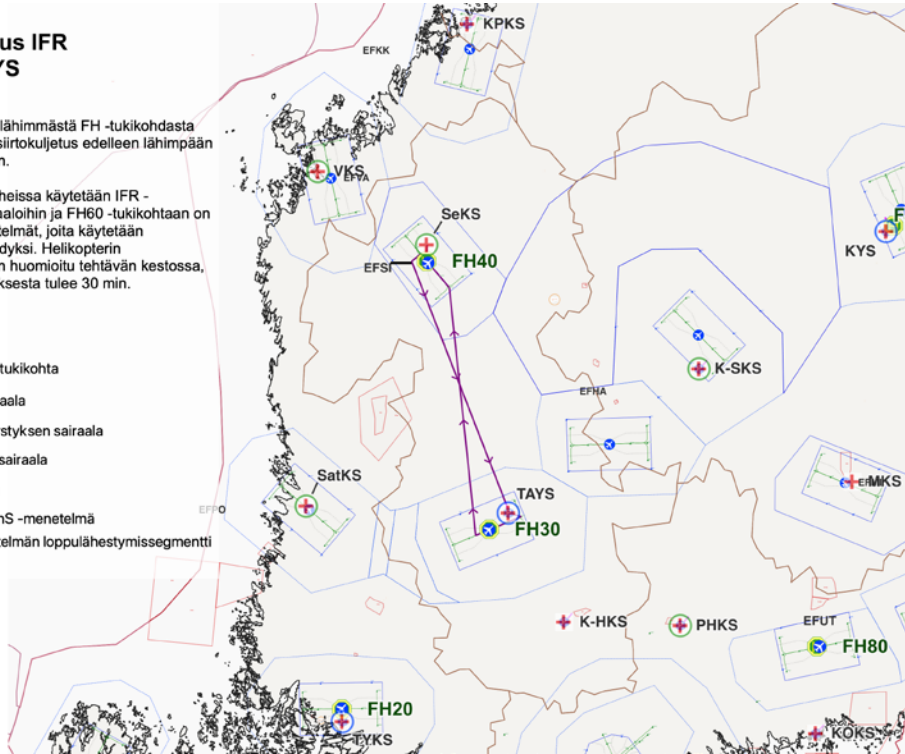 us IFR
YS
lähimmästä FH -tukikohdasta
siirtokuljetus edelleen lähimpään
n.
heissa käytetään IFR -
aaloihin ja FH60 -tukikohtaan on
telmät, joita käytetään
dyksi. Helikopterin
n huomioitu tehtävän kestossa,
ksesta tulee 30 min.
tukikohta
aala
styksen sairaala
sairaala
nS -menetelmä
telmän loppulähestymissegmentti
KPKS
EFKK
VKS
EFVA
SeKS
EFSI
FH40
KYS
F
K-SKS
EFHA
SatKS
EFPO
TAYS
FH30
MKS
K-HKS
PHKS
EFUT
FH80
FH20
TYKS
KOKS